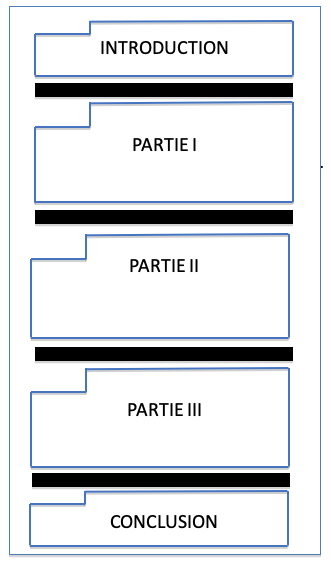 INTRODUCTION
PARTIE I
PARTIE II
PARTIE III
CONCLUSION